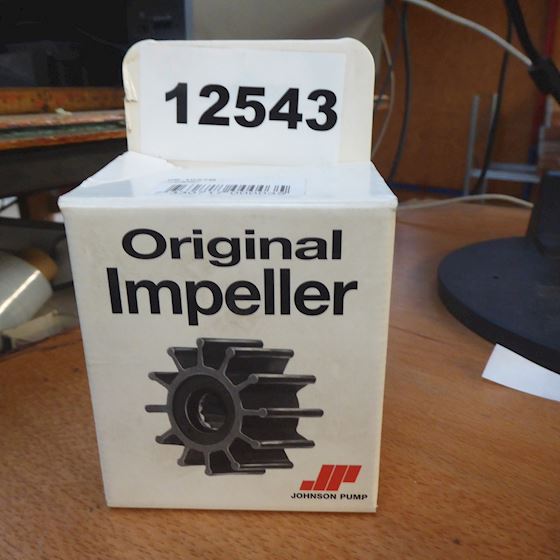 12543
Original
Impeller
JOHNSON PUMP